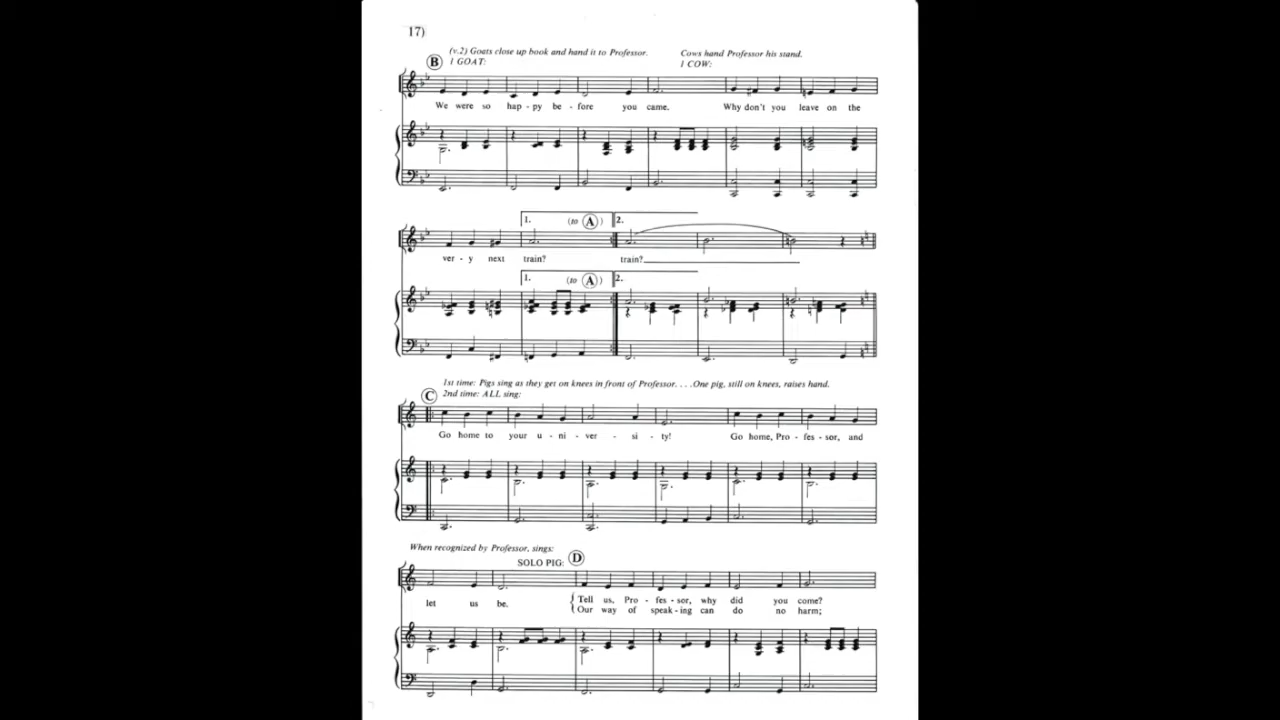 17)
(v.2) Goats close up book and hand it to Professor. Cows hand Professor his stand.
B 1 GOAT: 1 COW:
We were so hap - py be - fore you came. Why don't you leave on the
1. (to A) 2.
ver - y next train? train?
1. (to A) 2.
1st time: Pigs sing as they get on knees in front of Professor. . . .One pig, still on knees, raises hand.
C 2nd time: ALL sing:
Go home to your u - ni - ver - si - ty! Go home, Pro - fes - sor, and
When recognized by Professor, sings:
SOLO PIG: D
let us be. Tell us, Pro - fes - sor, why did you come?
Our way of speak - ing can do no harm;